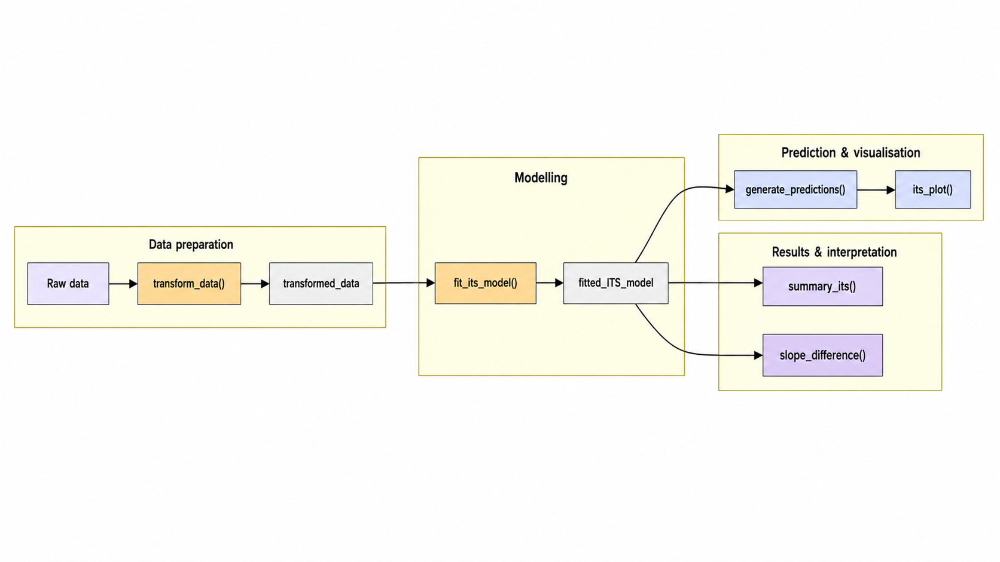 Data preparation
Raw data
transform_data()
transformed_data
Modelling
fit_its_model()
fitted_ITS_model
Prediction & visualisation
generate_predictions()
its_plot()
Results & interpretation
summary_its()
slope_difference()